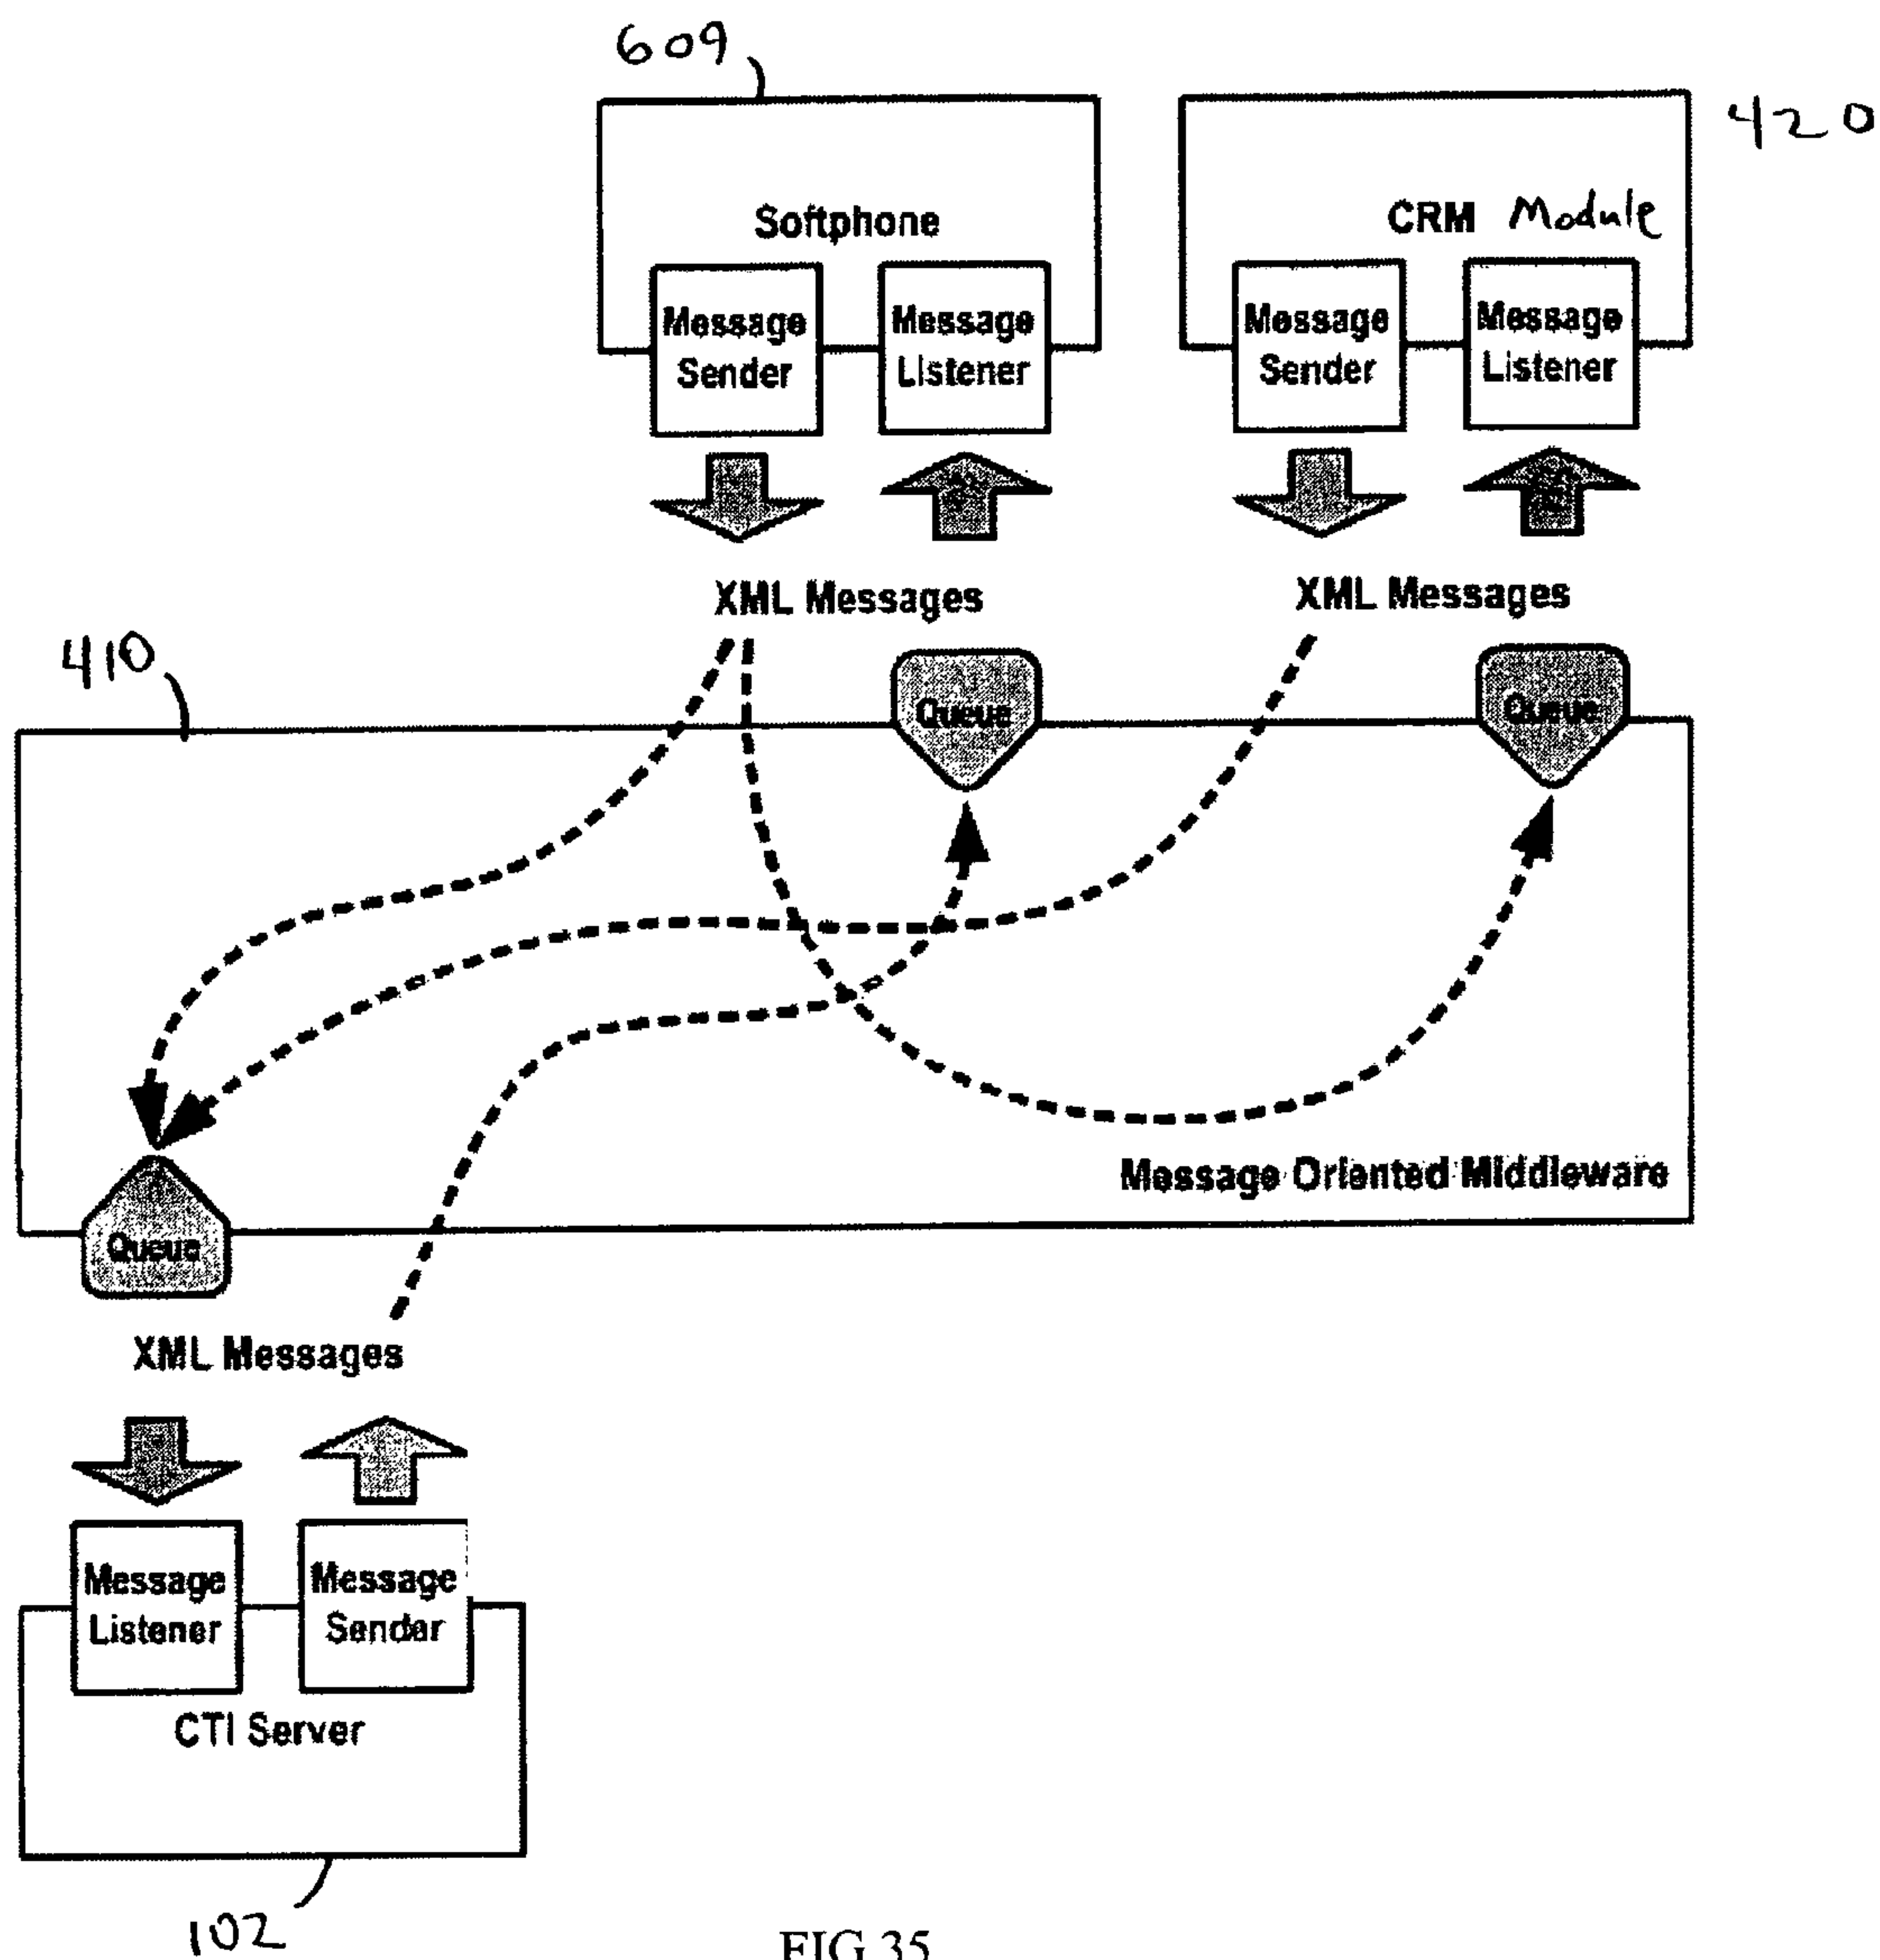 609
420
Softphone
CRM Module
Message
Sender
Message
Listener
Message
Sender
Message
Listener
XML Messages
XML Messages
410
Queue
Queue
Message Oriented Middleware
Queue
XML Messages
Message
Listener
Message
Sender
CTI Server
102
FIG 35